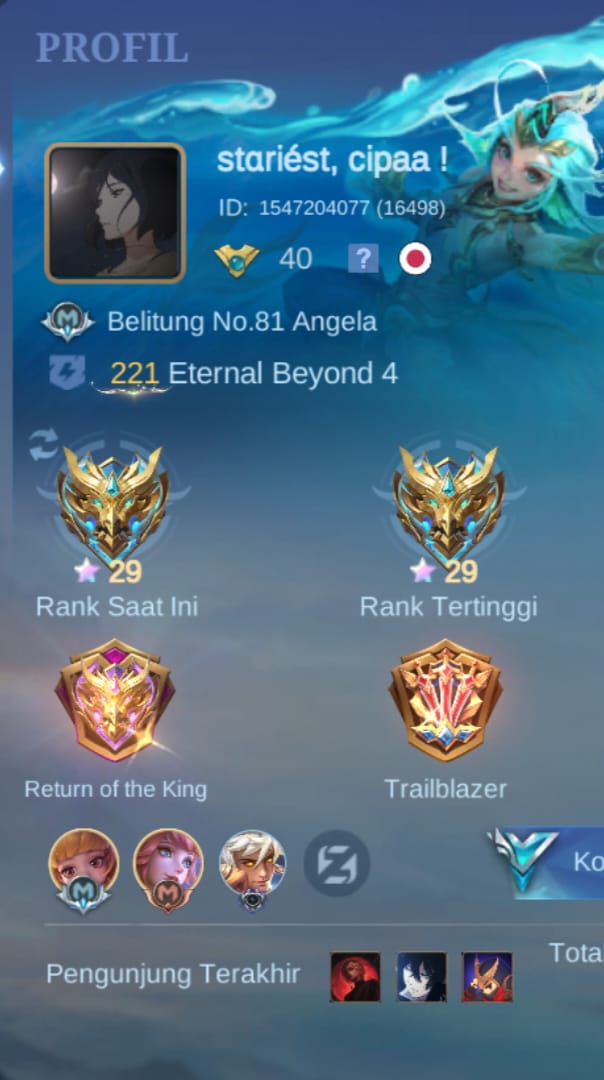 PROFIL
stαriést, cipaa !
ID: 1547204077 (16498)
40 ?
M Belitung No.81 Angela
221 Eternal Beyond 4
29 29
Rank Saat Ini Rank Tertinggi
Return of the King Trailblazer
M M
Ko
Tota
Pengunjung Terakhir